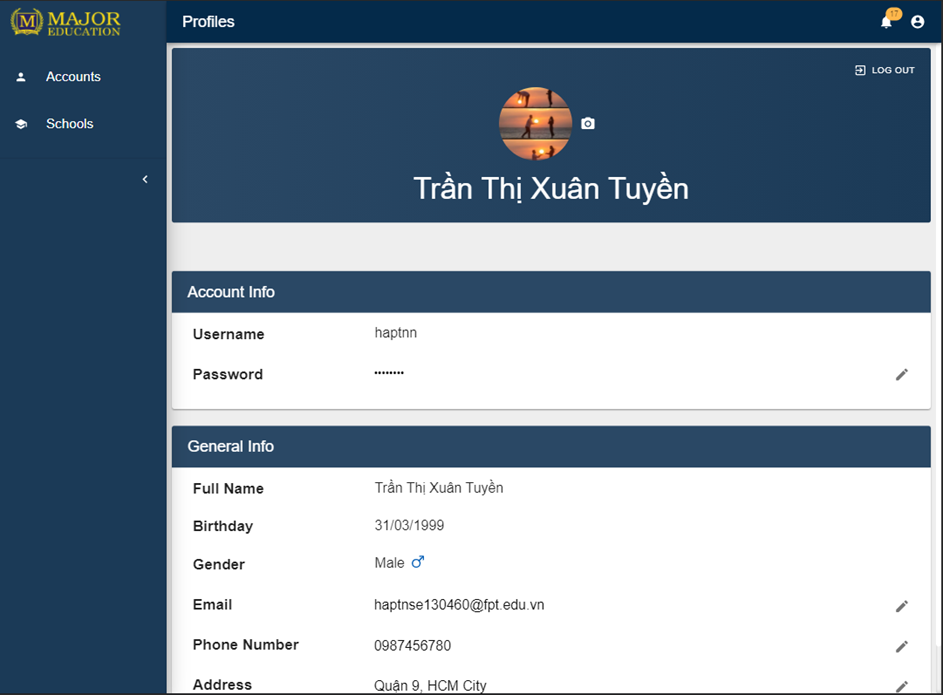 MAJOR
EDUCATION
Profiles
17
Accounts
Schools
LOG OUT
Trần Thị Xuân Tuyền
Account Info
Username haptnn
Password ••••••••
General Info
Full Name Trần Thị Xuân Tuyền
Birthday 31/03/1999
Gender Male
Email haptnse130460@fpt.edu.vn
Phone Number 0987456780
Address Quận 9, HCM City